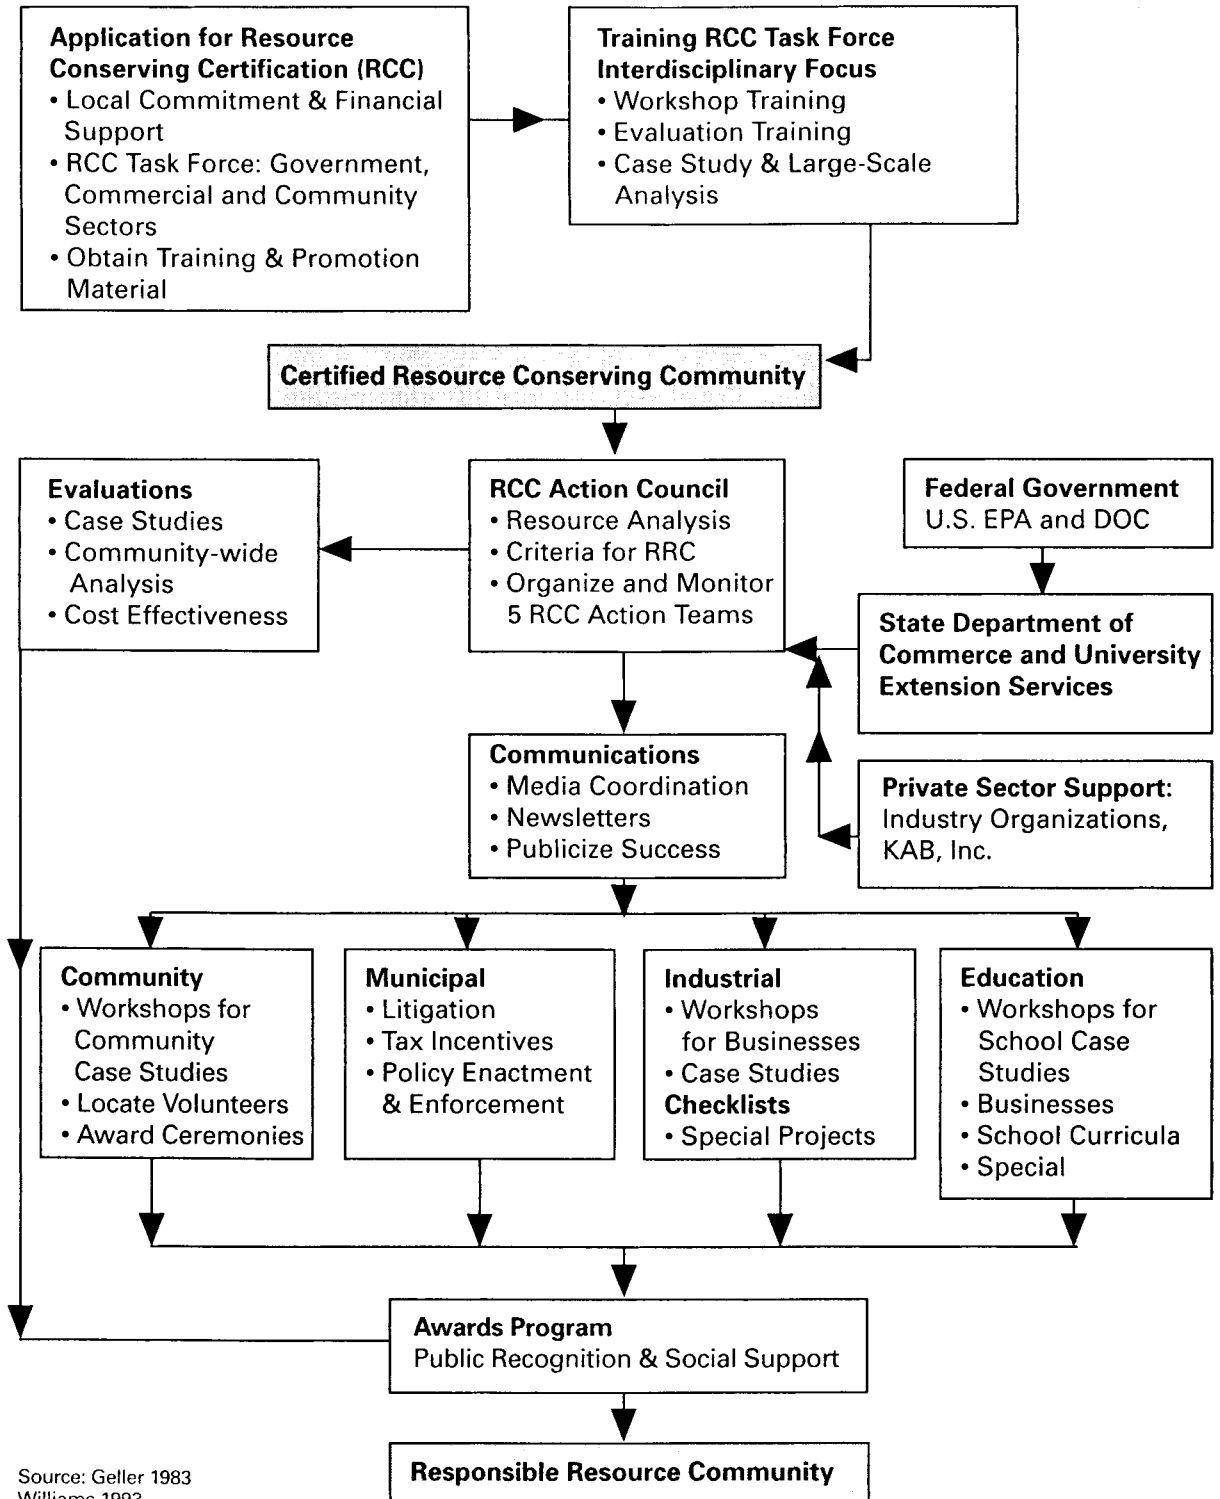 Application for Resource
Conserving Certification (RCC)
• Local Commitment & Financial
Support
• RCC Task Force: Government,
Commercial and Community
Sectors
• Obtain Training & Promotion
Material
Training RCC Task Force
Interdisciplinary Focus
• Workshop Training
• Evaluation Training
• Case Study & Large-Scale
Analysis
Certified Resource Conserving Community
Evaluations
• Case Studies
• Community-wide
Analysis
• Cost Effectiveness
RCC Action Council
• Resource Analysis
• Criteria for RRC
• Organize and Monitor
5 RCC Action Teams
Federal Government
U.S. EPA and DOC
State Department of
Commerce and University
Extension Services
Communications
• Media Coordination
• Newsletters
• Publicize Success
Private Sector Support:
Industry Organizations,
KAB, Inc.
Community
• Workshops for
Community
Case Studies
• Locate Volunteers
• Award Ceremonies
Municipal
• Litigation
• Tax Incentives
• Policy Enactment
& Enforcement
Industrial
• Workshops
for Businesses
• Case Studies
Checklists
• Special Projects
Education
• Workshops for
School Case
Studies
• Businesses
• School Curricula
• Special
Awards Program
Public Recognition & Social Support
Responsible Resource Community
Source: Geller 1983
Williams 1993